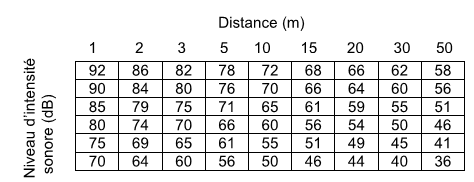 Distance (m)
1 2 3 5 10 15 20 30 50
Niveau d'intensité
sonore (dB)
92 86 82 78 72 68 66 62 58
90 84 80 76 70 66 64 60 56
85 79 75 71 65 61 59 55 51
80 74 70 66 60 56 54 50 46
75 69 65 61 55 51 49 45 41
70 64 60 56 50 46 44 40 36